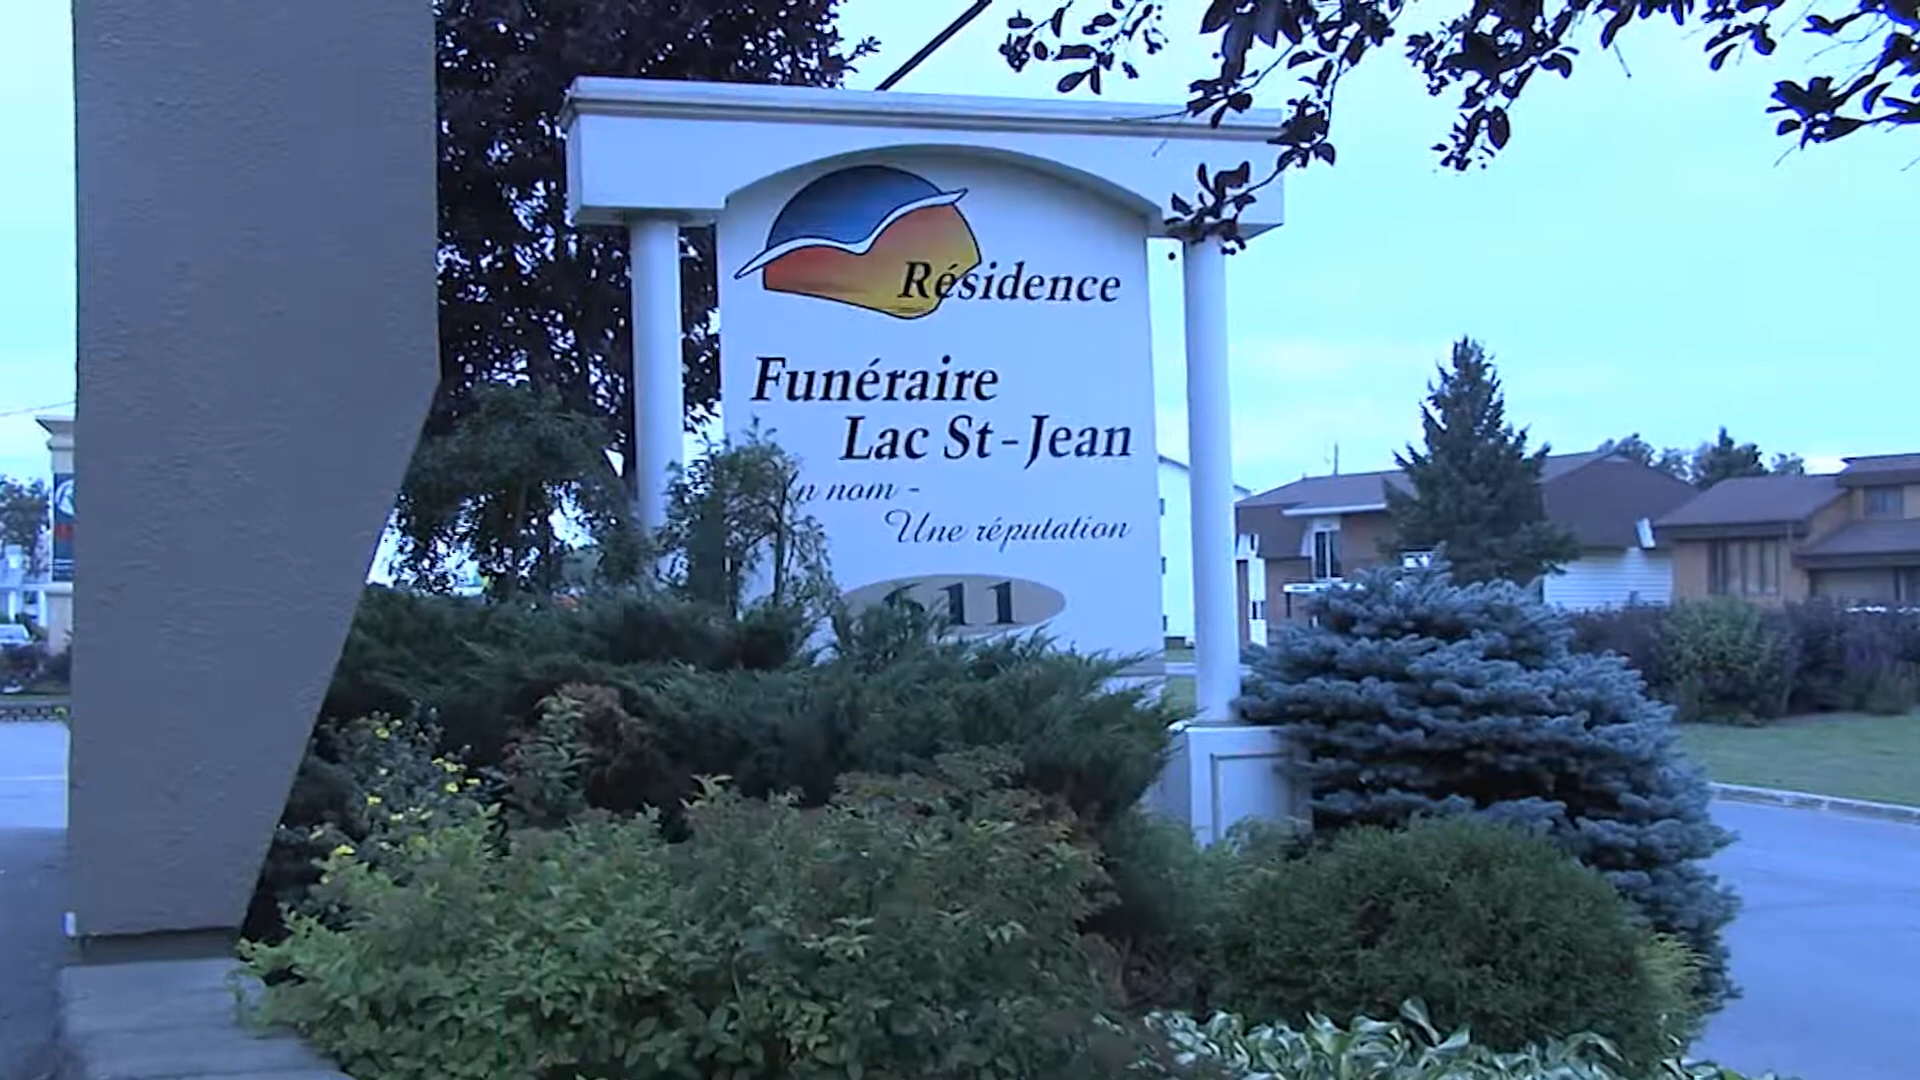 Résidence
Funéraire
Lac St-Jean
nom -
Une réputation
611